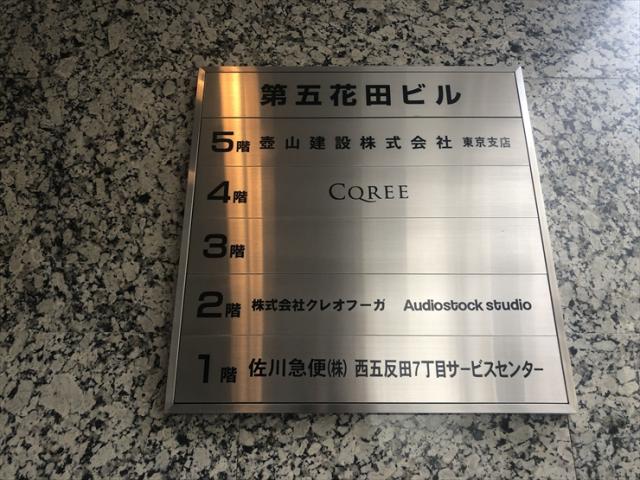 第五花田ビル
5階 壺山建設株式会社 東京支店
4階 CQREE
3階
2階 株式会社クレオフーガ Audiostock studio
1階 佐川急便㈱ 西五反田7丁目サービスセンター